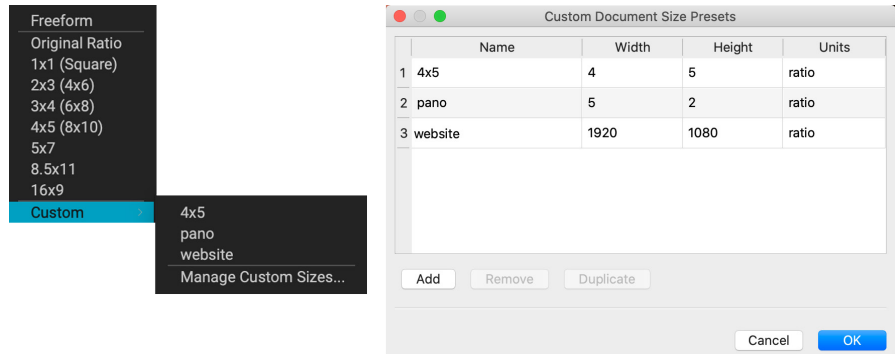 Freeform
Original Ratio
1x1 (Square)
2x3 (4x6)
3x4 (6x8)
4x5 (8x10)
5x7
8.5x11
16x9
Custom
4x5
pano
website
Manage Custom Sizes...
Custom Document Size Presets
Name Width Height Units
1 4x5 4 5 ratio
2 pano 5 2 ratio
3 website 1920 1080 ratio
Add Remove Duplicate
Cancel OK